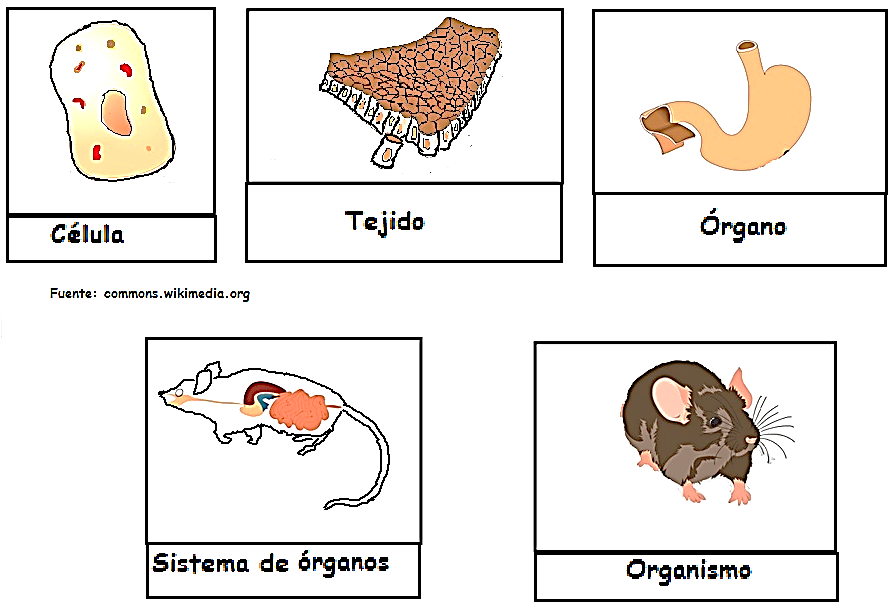 Célula
Tejido
Órgano
Fuente: commons.wikimedia.org
Sistema de órganos
Organismo